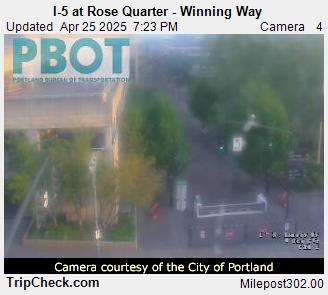 I-5 at Rose Quarter - Winning Way
Updated Apr 25 2025 7:23 PM Camera 4
PBOT
PORTLAND BUREAU OF TRANSPORTATION
Camera courtesy of the City of Portland
TripCheck.com Milepost302.00